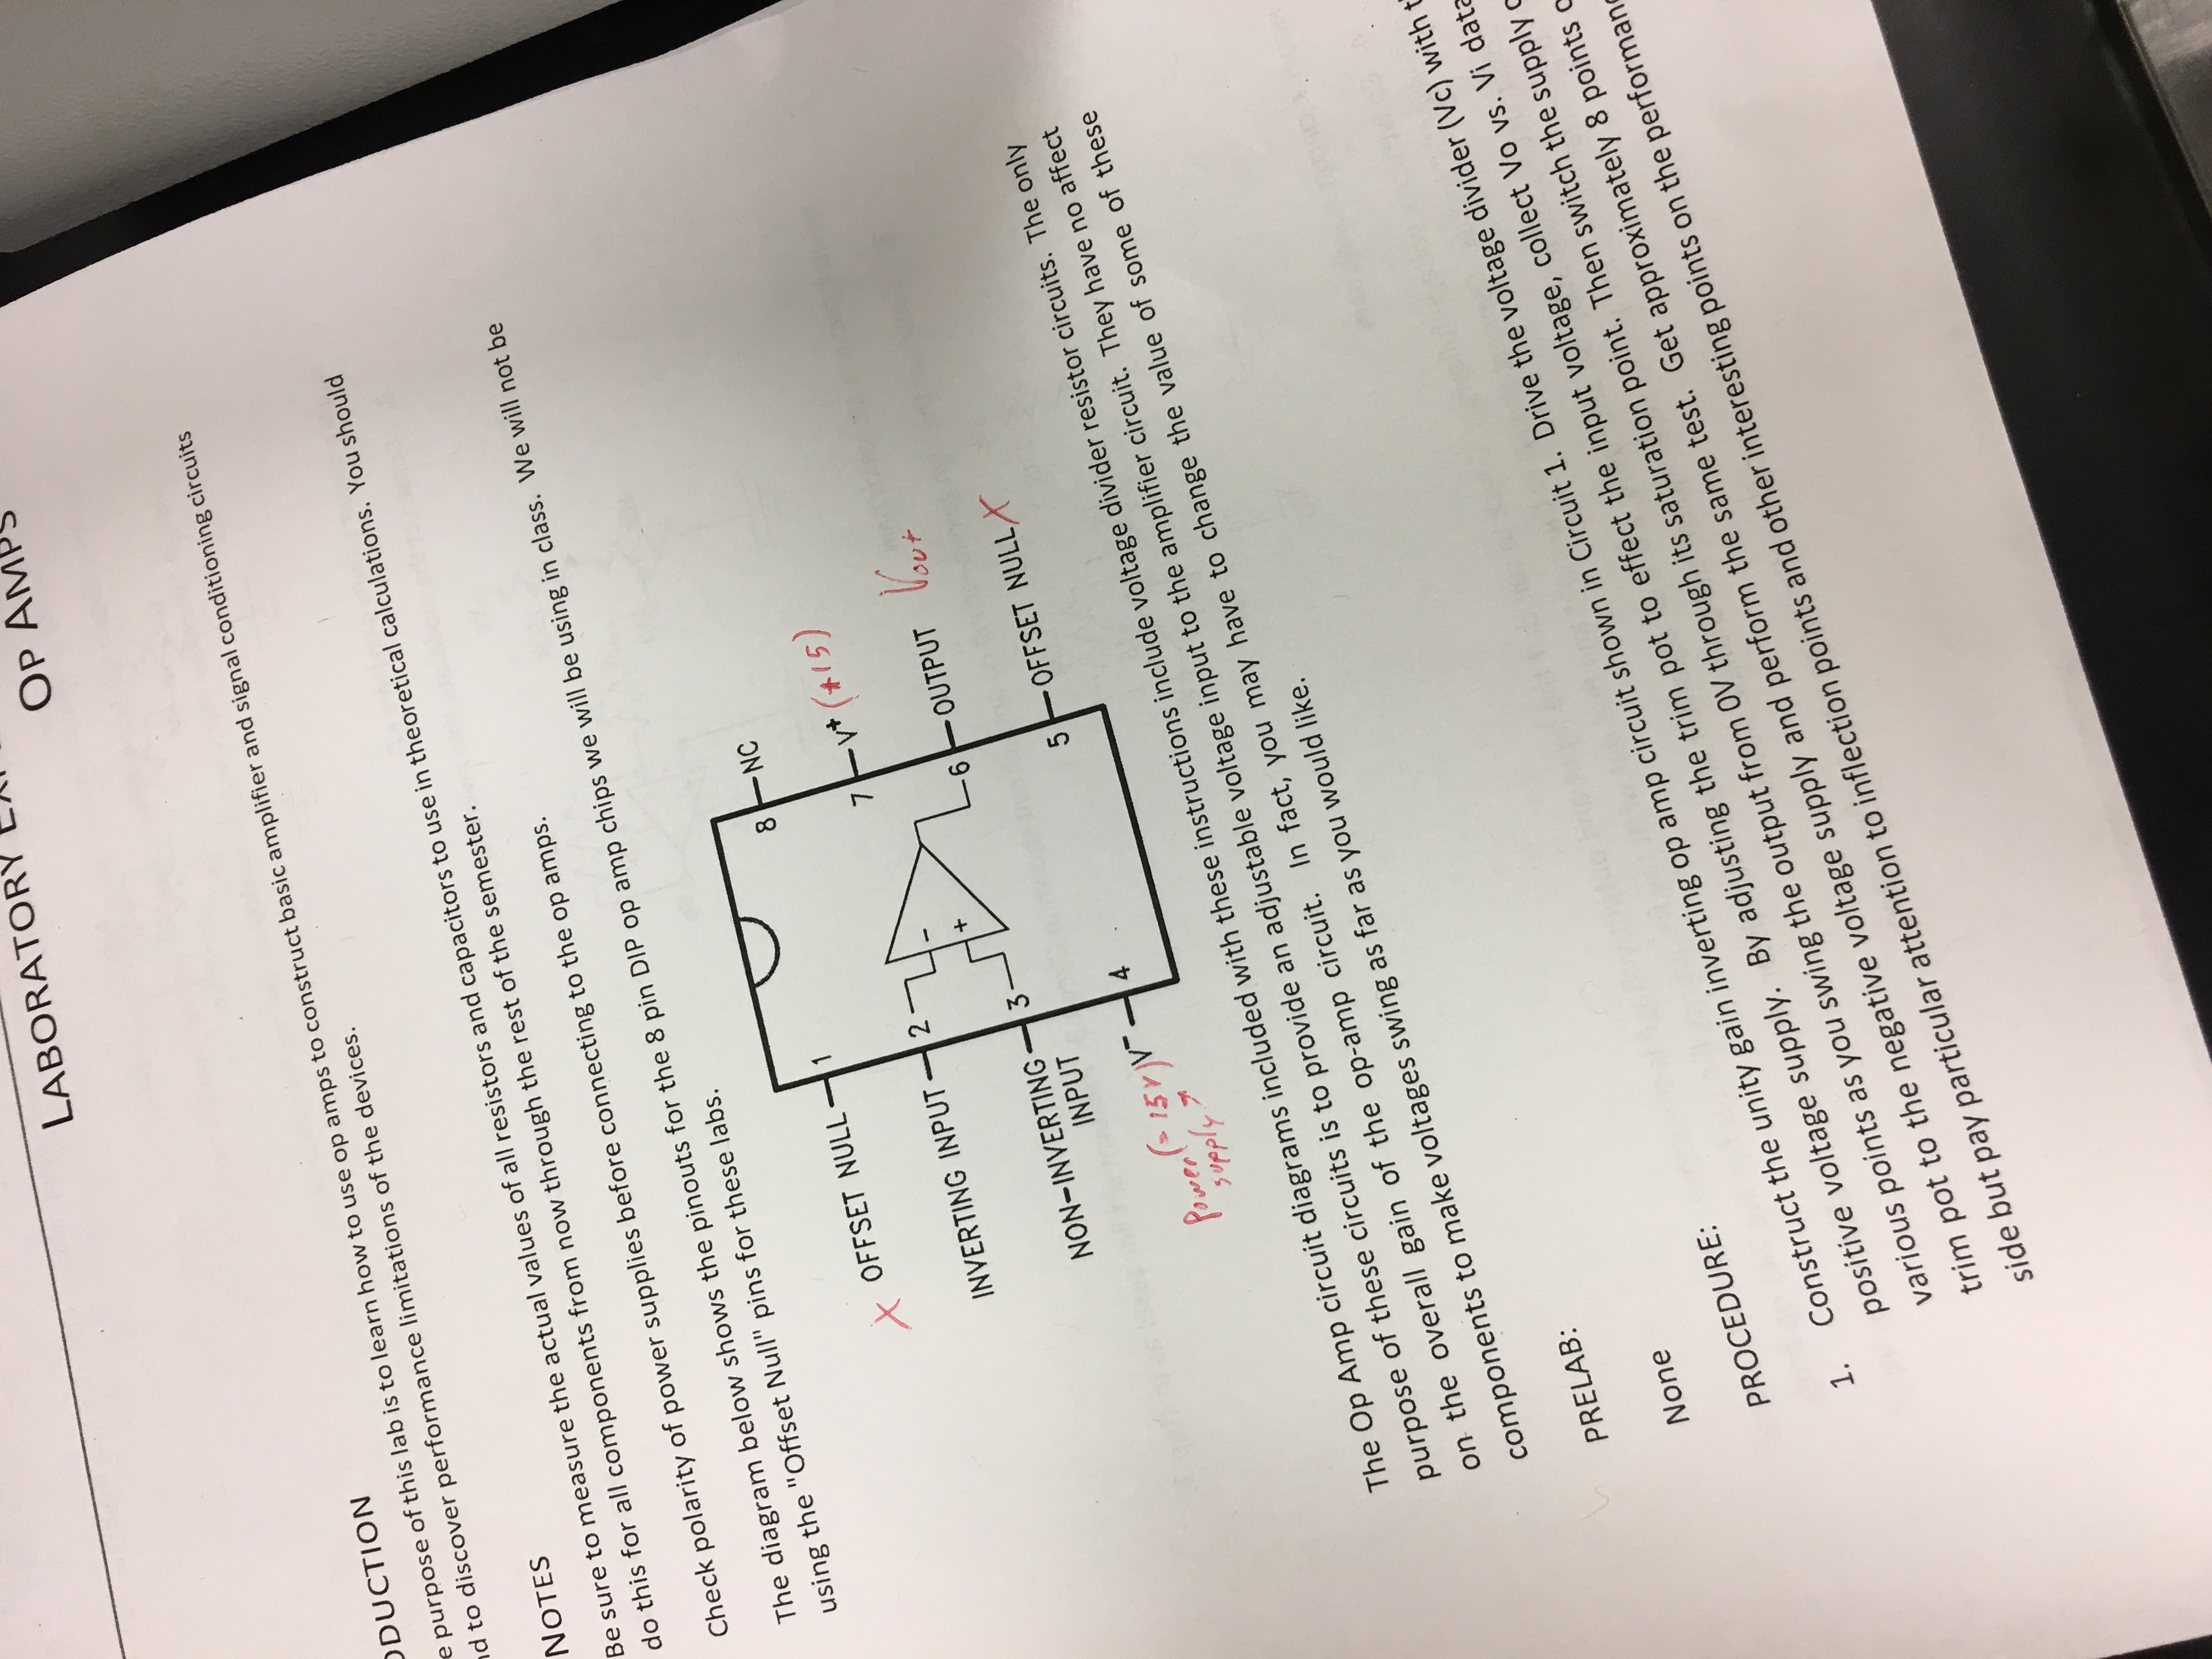 LABORATORY
OP AMPS
DUCTION
e purpose of this lab is to learn how to use op amps to construct basic amplifier and signal conditioning circuits
nd to discover performance limitations of the devices.
NOTES
Be sure to measure the actual values of all resistors and capacitors to use in theoretical calculations. You should
do this for all components from now through the rest of the semester.
Check polarity of power supplies before connecting to the op amps.
The diagram below shows the pinouts for the 8 pin DIP op amp chips we will be using in class. We will not be
using the "Offset Null" pins for these labs.
X OFFSET NULL 1
8 NC
INVERTING INPUT 2
7 V+ (+15)
-
+
6 OUTPUT Vout
NON-INVERTING
INPUT
3
5 OFFSET NULL X
Power (- 15V) V- 4
supply
The Op Amp circuit diagrams included with these instructions include voltage divider resistor circuits. The only
purpose of these circuits is to provide an adjustable voltage input to the amplifier circuit. They have no affect
on the overall gain of the op-amp circuit. In fact, you may have to change the value of some of these
components to make voltages swing as far as you would like.
PRELAB:
None
PROCEDURE:
1. Construct the unity gain inverting op amp circuit shown in Circuit 1. Drive the voltage divider (Vc) with t
positive voltage supply. By adjusting the trim pot to effect the input voltage, collect Vo vs. Vi data
various points as you swing the output from 0V through its saturation point. Then switch the supply
trim pot to the negative voltage supply and perform the same test. Get approximately 8 points
side but pay particular attention to inflection points and other interesting points on the performan